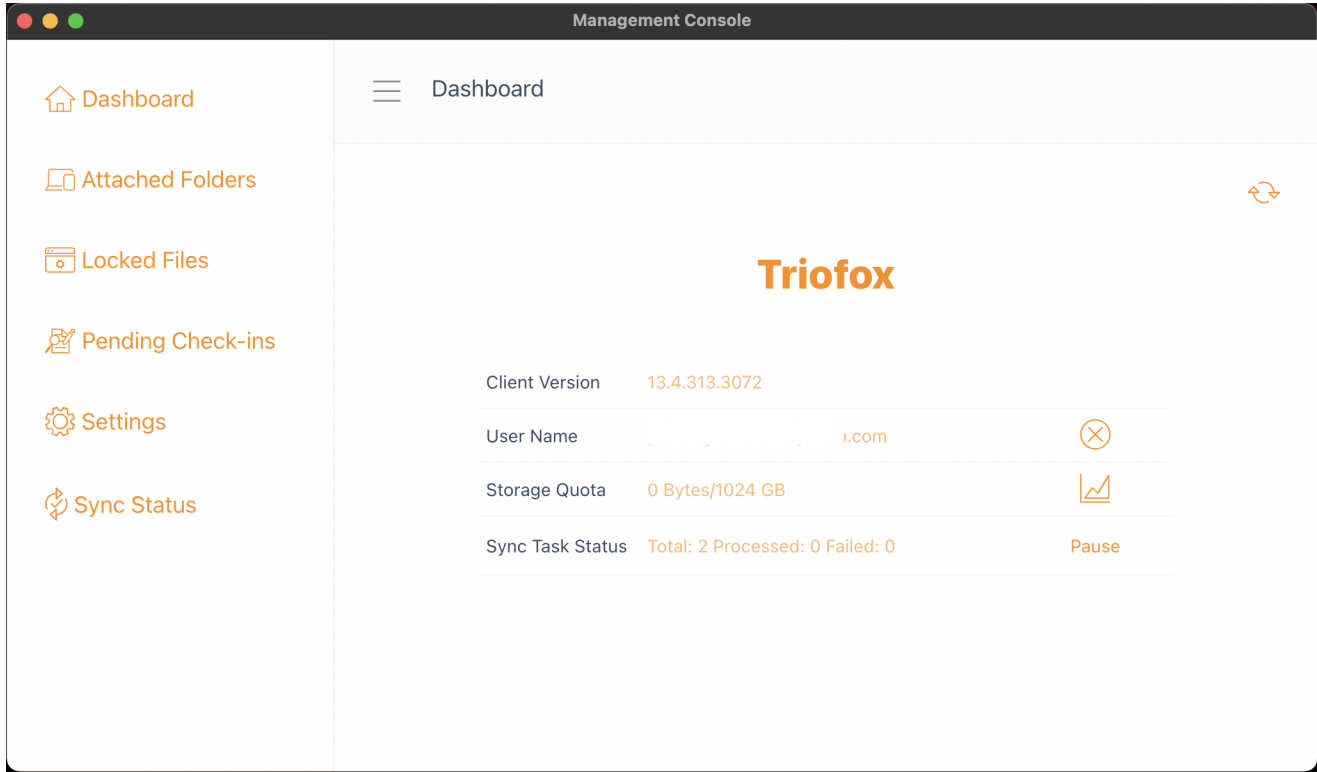 Management Console
Dashboard
Attached Folders
Locked Files
Pending Check-ins
Settings
Sync Status
Dashboard
Triofox
Client Version 13.4.313.3072
User Name .com
Storage Quota 0 Bytes/1024 GB
Sync Task Status Total: 2 Processed: 0 Failed: 0 Pause